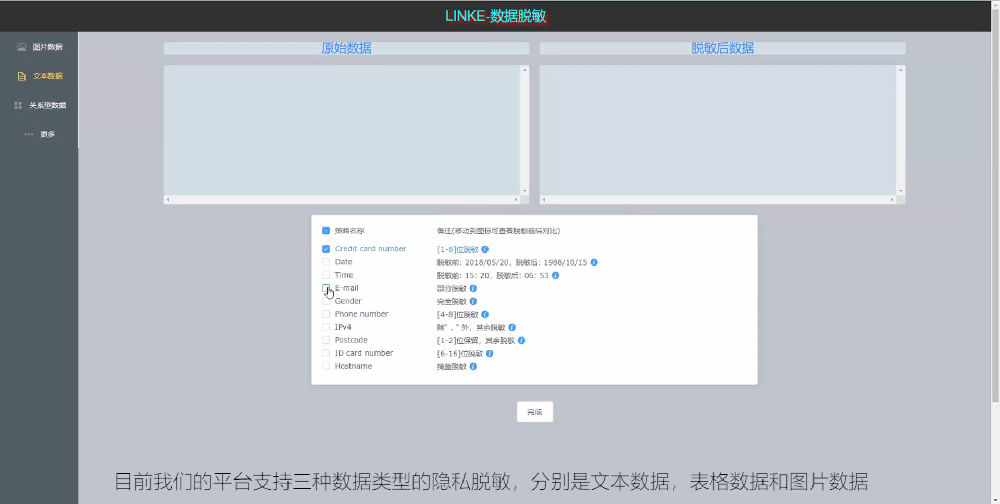 LINKE-数据脱敏
图片数据
文本数据
关系型数据
更多
原始数据
脱敏后数据
策略名称 备注(移动到图标可查看脱敏前后对比)
Credit card number [1-8]位脱敏
Date 脱敏前: 2018/05/20, 脱敏后: 1988/10/15
Time 脱敏前: 15: 20, 脱敏后: 06: 53
E-mail 部分脱敏
Gender 完全脱敏
Phone number [4-8]位脱敏
IPv4 除“ . ”外, 其余脱敏
Postcode [1-2]位保留, 其余脱敏
ID card number [6-16]位脱敏
Hostname 掩盖脱敏
完成
目前我们的平台支持三种数据类型的隐私脱敏, 分别是文本数据, 表格数据和图片数据